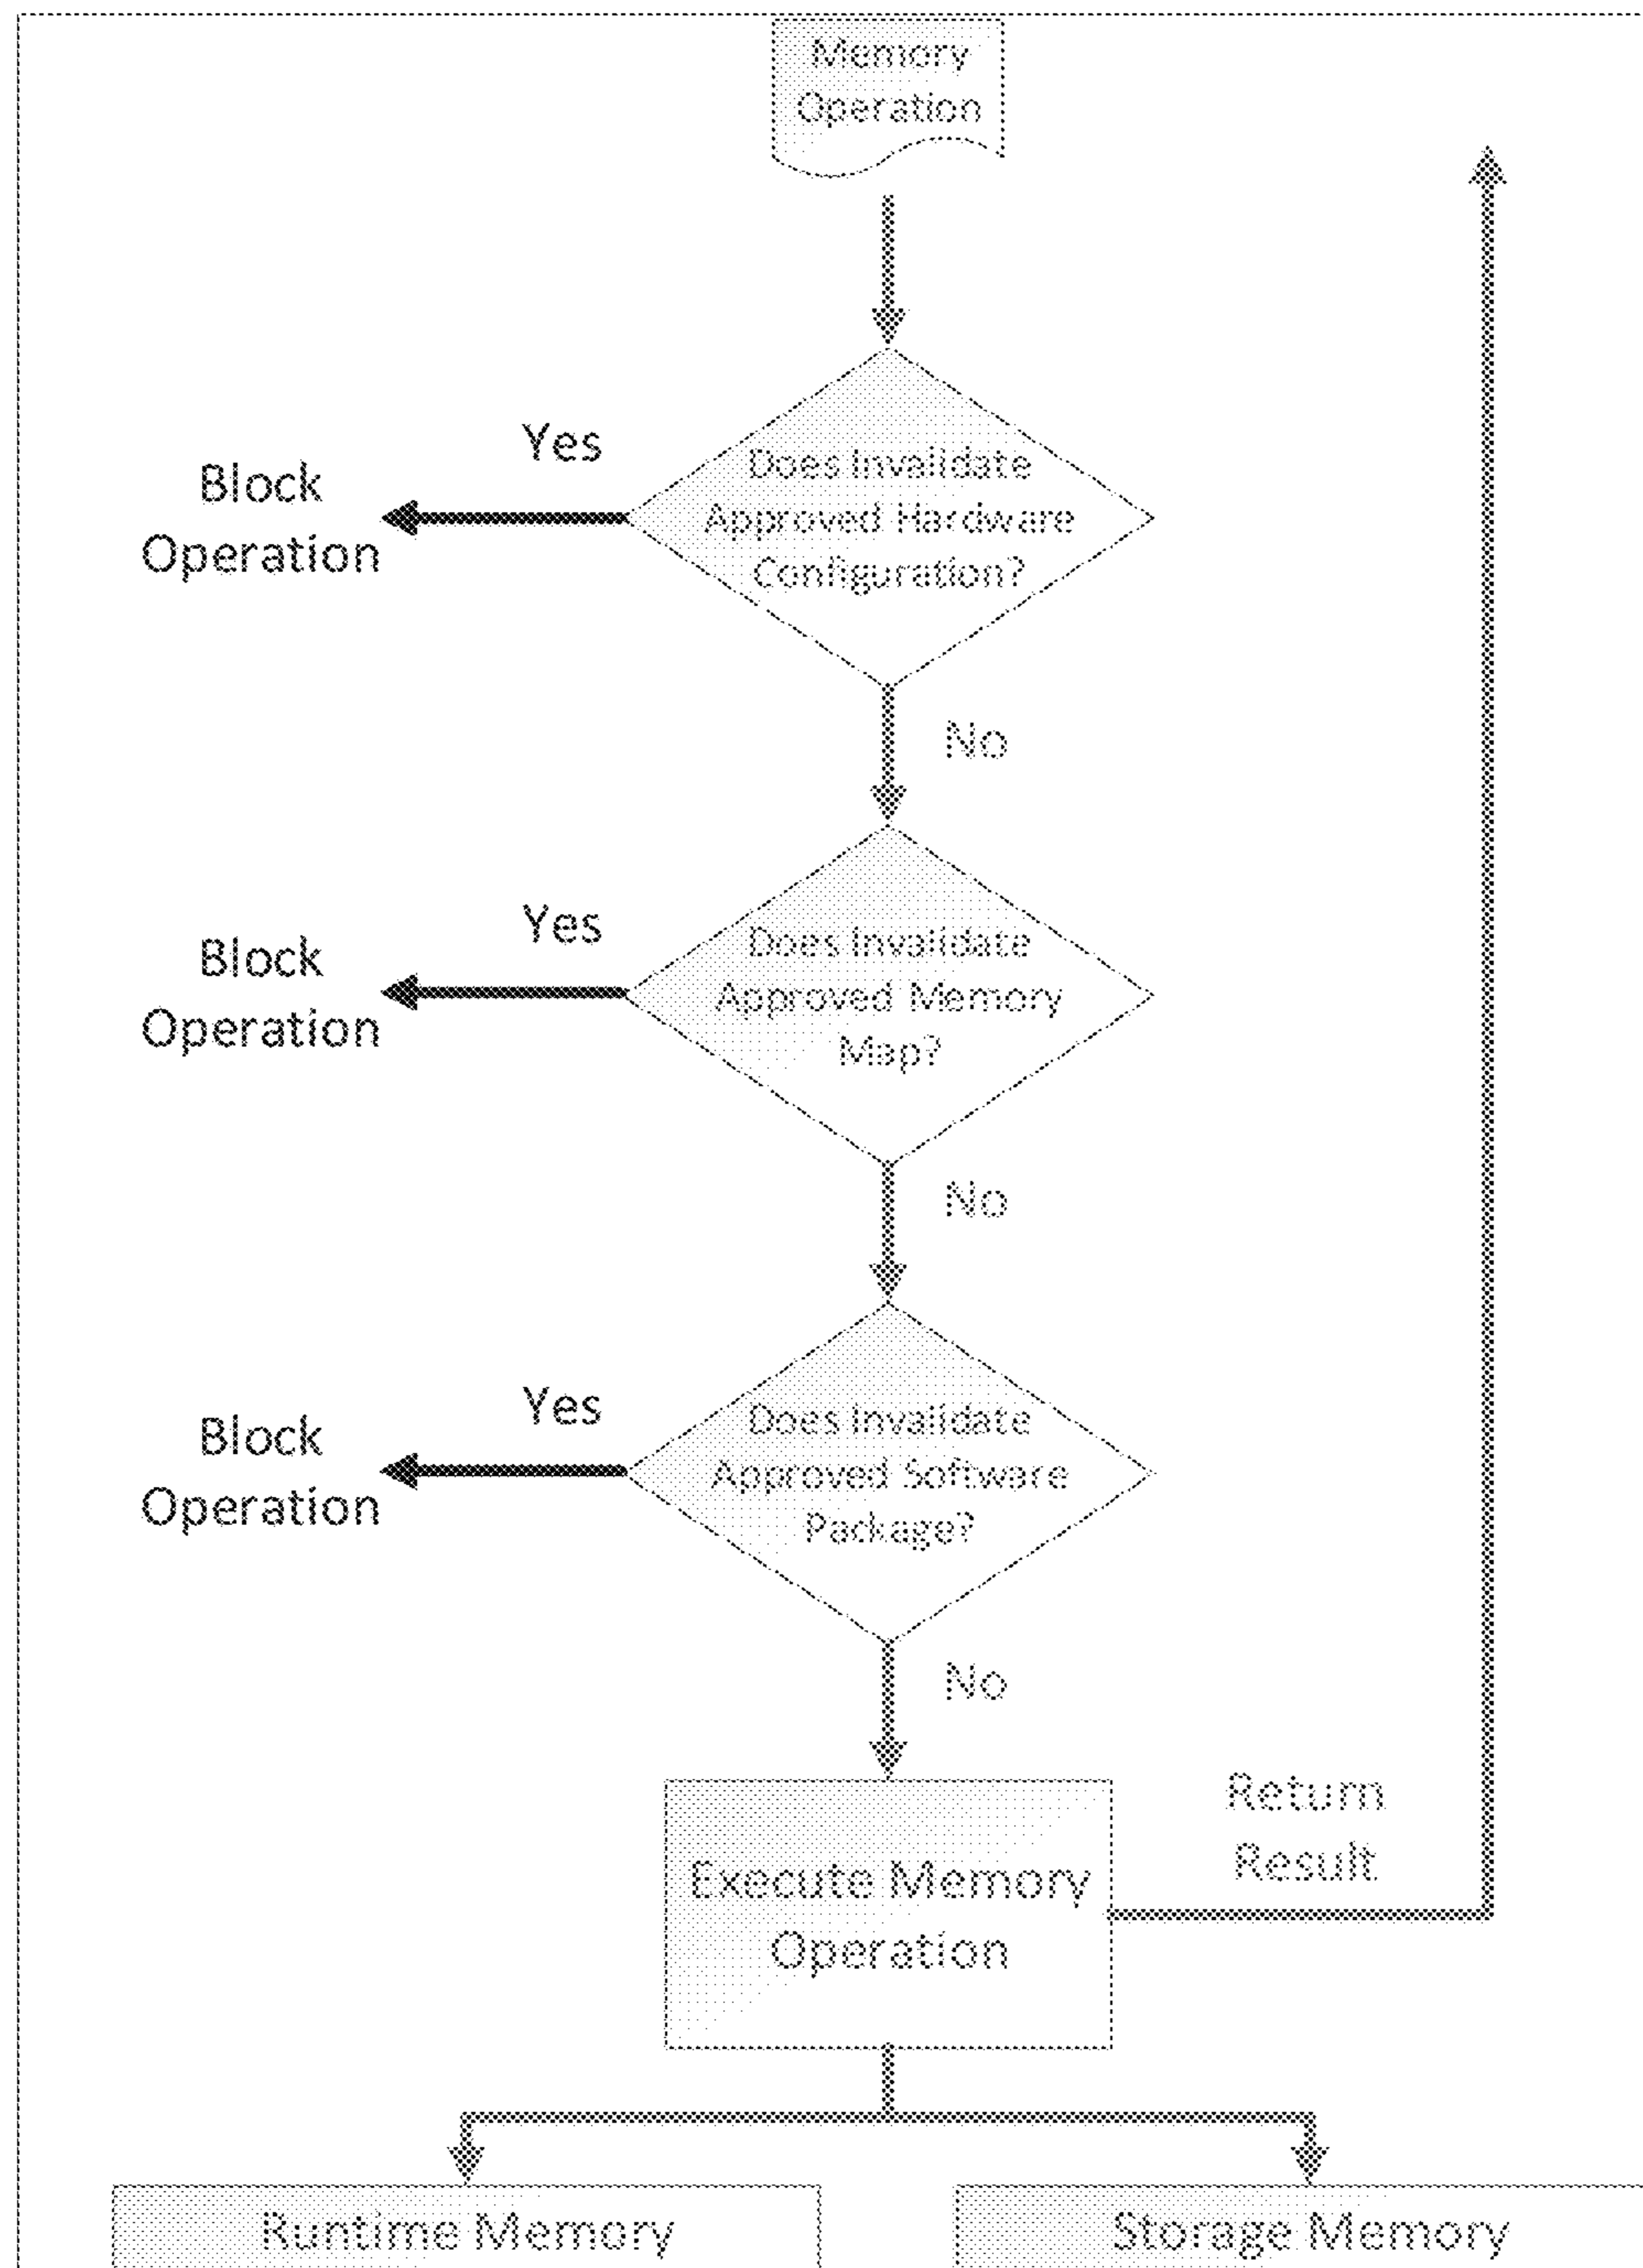 Memory
Operation
Yes
Block
Operation
Does Invalidate
Approved Hardware
Configuration?
No
Yes
Block
Operation
Does Invalidate
Approved Memory
Map?
No
Yes
Block
Operation
Does Invalidate
Approved Software
Package?
No
Return
Result
Execute Memory
Operation
Runtime Memory
Storage Memory